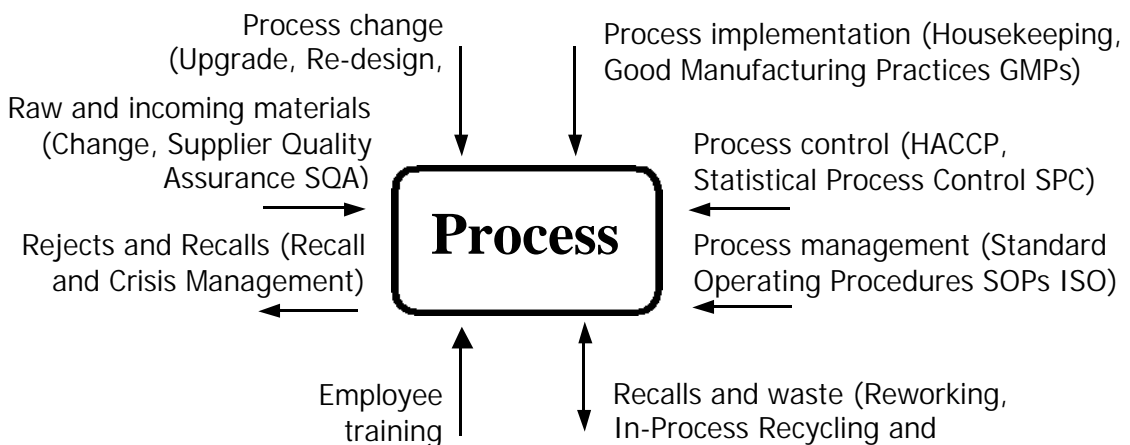 Process change
(Upgrade, Re-design,
Process implementation (Housekeeping,
Good Manufacturing Practices GMPs)
Raw and incoming materials
(Change, Supplier Quality
Assurance SQA)
Process control (HACCP,
Statistical Process Control SPC)
Process
Rejects and Recalls (Recall
and Crisis Management)
Process management (Standard
Operating Procedures SOPs ISO)
Employee
training
Recalls and waste (Reworking,
In-Process Recycling and